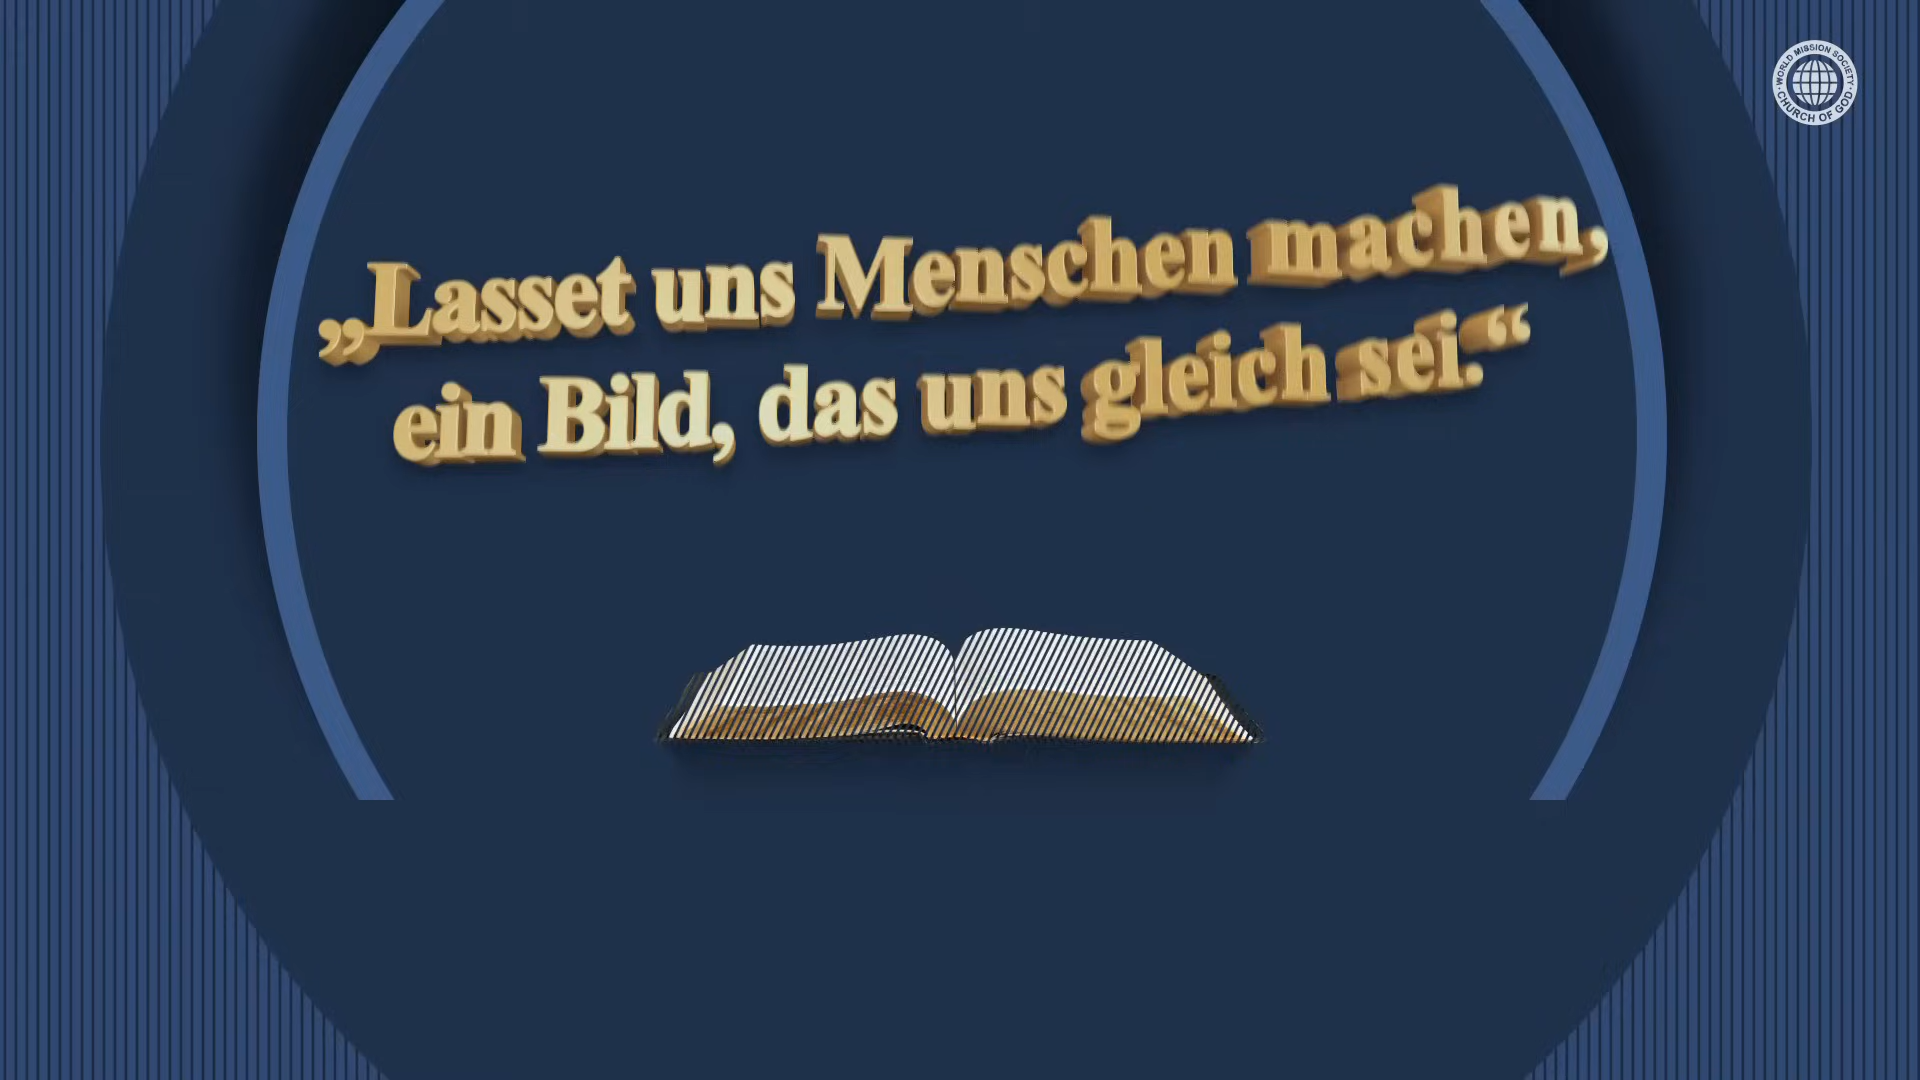 WORLD MISSION SOCIETY
CHURCH OF GOD
„Lasset uns Menschen machen,
ein Bild, das uns gleich sei.“